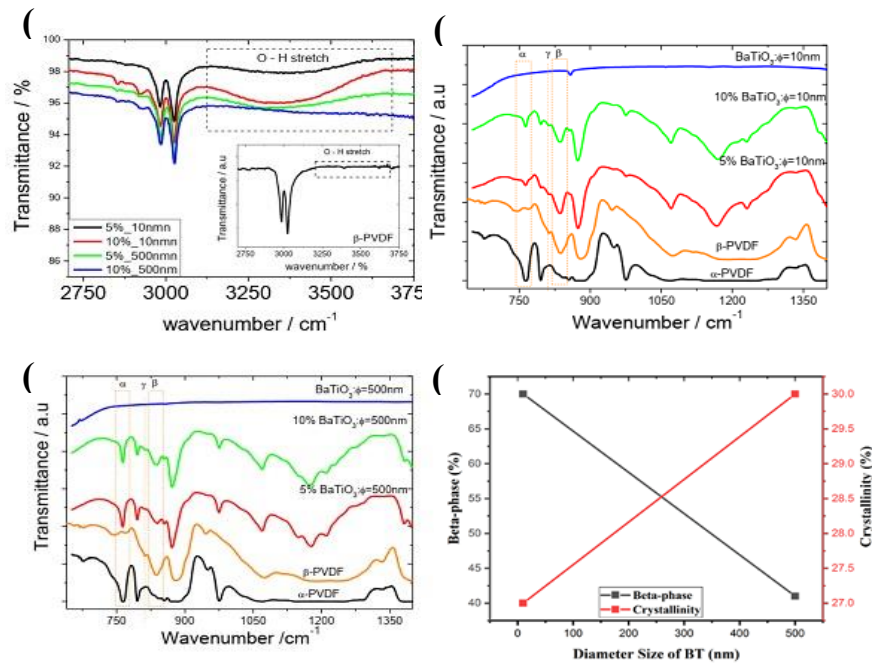 (
100
98
96
94
92
90
88
86
Transmittance / %
O - H stretch
Transmittance / a.u
O - H stretch
β-PVDF
2750 3000 3250 3500 3750
wavenumber / %
5%_10nmn
10%_10nmn
5%_500nmn
10%_500nmn
2750 3000 3250 3500 375
wavenumber / cm-1
(
Transmittance / a.u
α γ β
BaTiO3:ϕ=10nm
10% BaTiO3:ϕ=10nm
5% BaTiO3:ϕ=10nm
β-PVDF
α-PVDF
750 900 1050 1200 1350
wavenumber / cm-1
(
Transmittance / a.u
α γ β
BaTiO3:ϕ=500nm
10% BaTiO3:ϕ=500nm
5% BaTiO3:ϕ=500nm
β-PVDF
α-PVDF
750 900 1050 1200 1350
wavenumber /cm-1
(
70
65
60
55
50
45
40
Beta-phase (%)
30.0
29.5
29.0
28.5
28.0
27.5
27.0
Crystallinity (%)
Beta-phase
Crystallinity
0 100 200 300 400 500
Diameter Size of BT (nm)